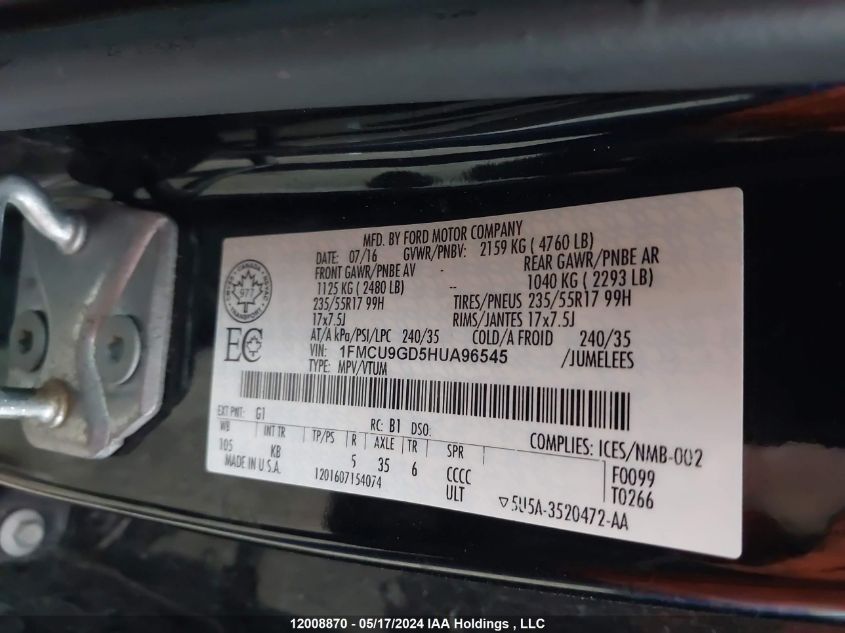 MFD. BY FORD MOTOR COMPANY
DATE: 07/16 GVWR/PNBV: 2159 KG ( 4760 LB)
FRONT GAWR/PNBE AV - REAR GAWR/PNBE AR
1125 KG ( 2480 LB) -- 1040 KG ( 2293 LB)
235/55R17 99H TIRES/PNEUS 235/55R17 99H
17x7.5J RIMS/JANTES 17x7.5J
AT/A kPa/PSI/LPC 240/35 COLD/A FROID 240/35
VIN: 1FMCU9GD5HUA96545 /JUMELEES
TYPE: MPV/VTUM
CANADA
977
TRANSPORT
EC
EXT PNT: G1 RC: B1 DSO:
WB INT TR TP/PS R AXLE TR SPR
105 KB 5 35 6 CCCC
MADE IN U.S.A. 1201607154074 ULT
COMPLIES: ICES/NMB-002
F0099
T0266
▽5U5A-3520472-AA
12008870 - 05/17/2024 IAA Holdings , LLC